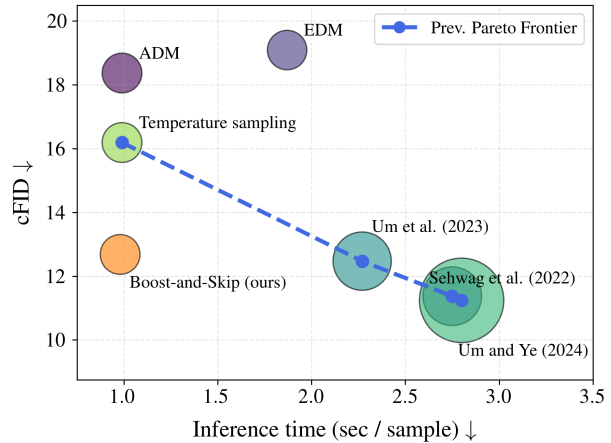 EDM
Prev. Pareto Frontier
ADM
Temperature sampling
Um et al. (2023)
Boost-and-Skip (ours)
Sehwag et al. (2022)
Um and Ye (2024)
20
18
16
14
12
10
cFID ↓
1.0
1.5
2.0
2.5
3.0
3.5
Inference time (sec / sample) ↓